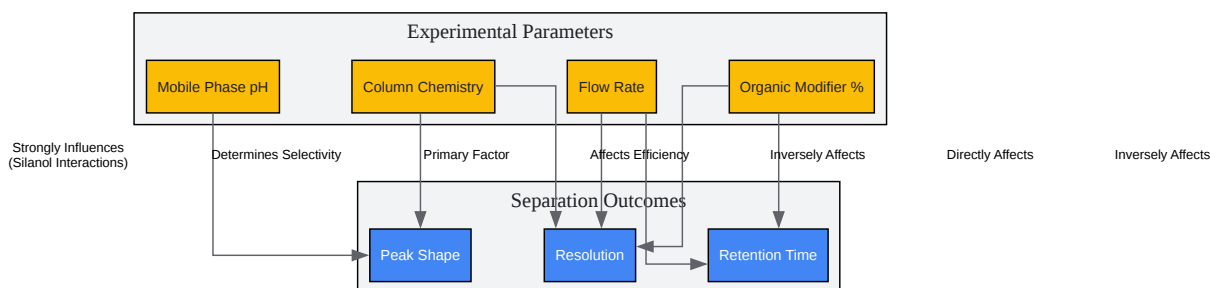 Experimental Parameters
Mobile Phase pH
Column Chemistry
Flow Rate
Organic Modifier %
Strongly Influences
(Silanol Interactions)
Determines Selectivity
Primary Factor
Affects Efficiency
Inversely Affects
Directly Affects
Inversely Affects
Separation Outcomes
Peak Shape
Resolution
Retention Time